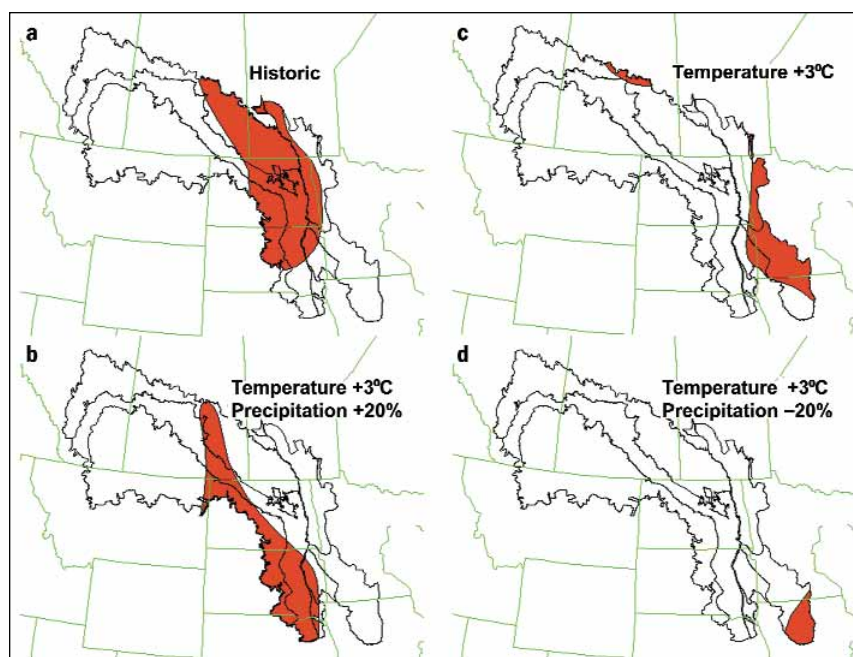 a
Historic
c
Temperature +3ºC
b
Temperature +3ºC
Precipitation +20%
d
Temperature +3ºC
Precipitation –20%